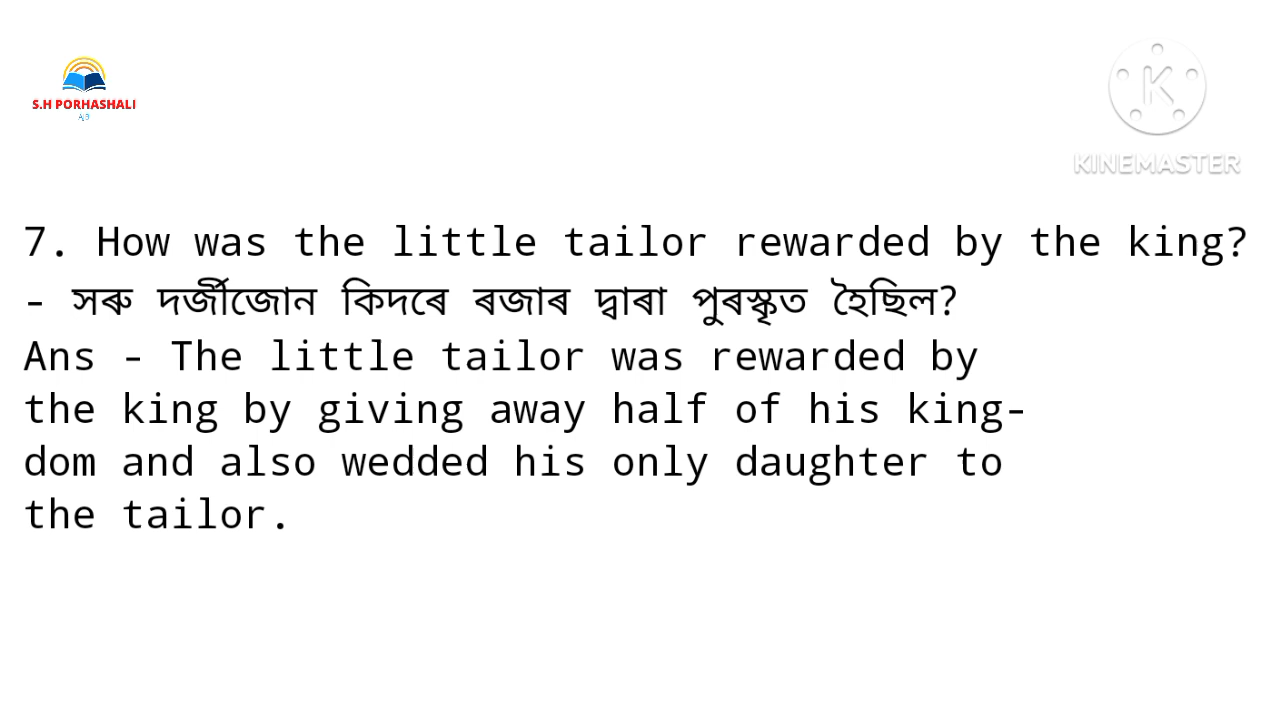 S.H PORHASHALI
KINEMASTER
7. How was the little tailor rewarded by the king?
- সৰু দৰ্জীজোন কিদৰে ৰজাৰ দ্বাৰা পুৰস্কৃত হৈছিল?
Ans - The little tailor was rewarded by
the king by giving away half of his king-
dom and also wedded his only daughter to
the tailor.